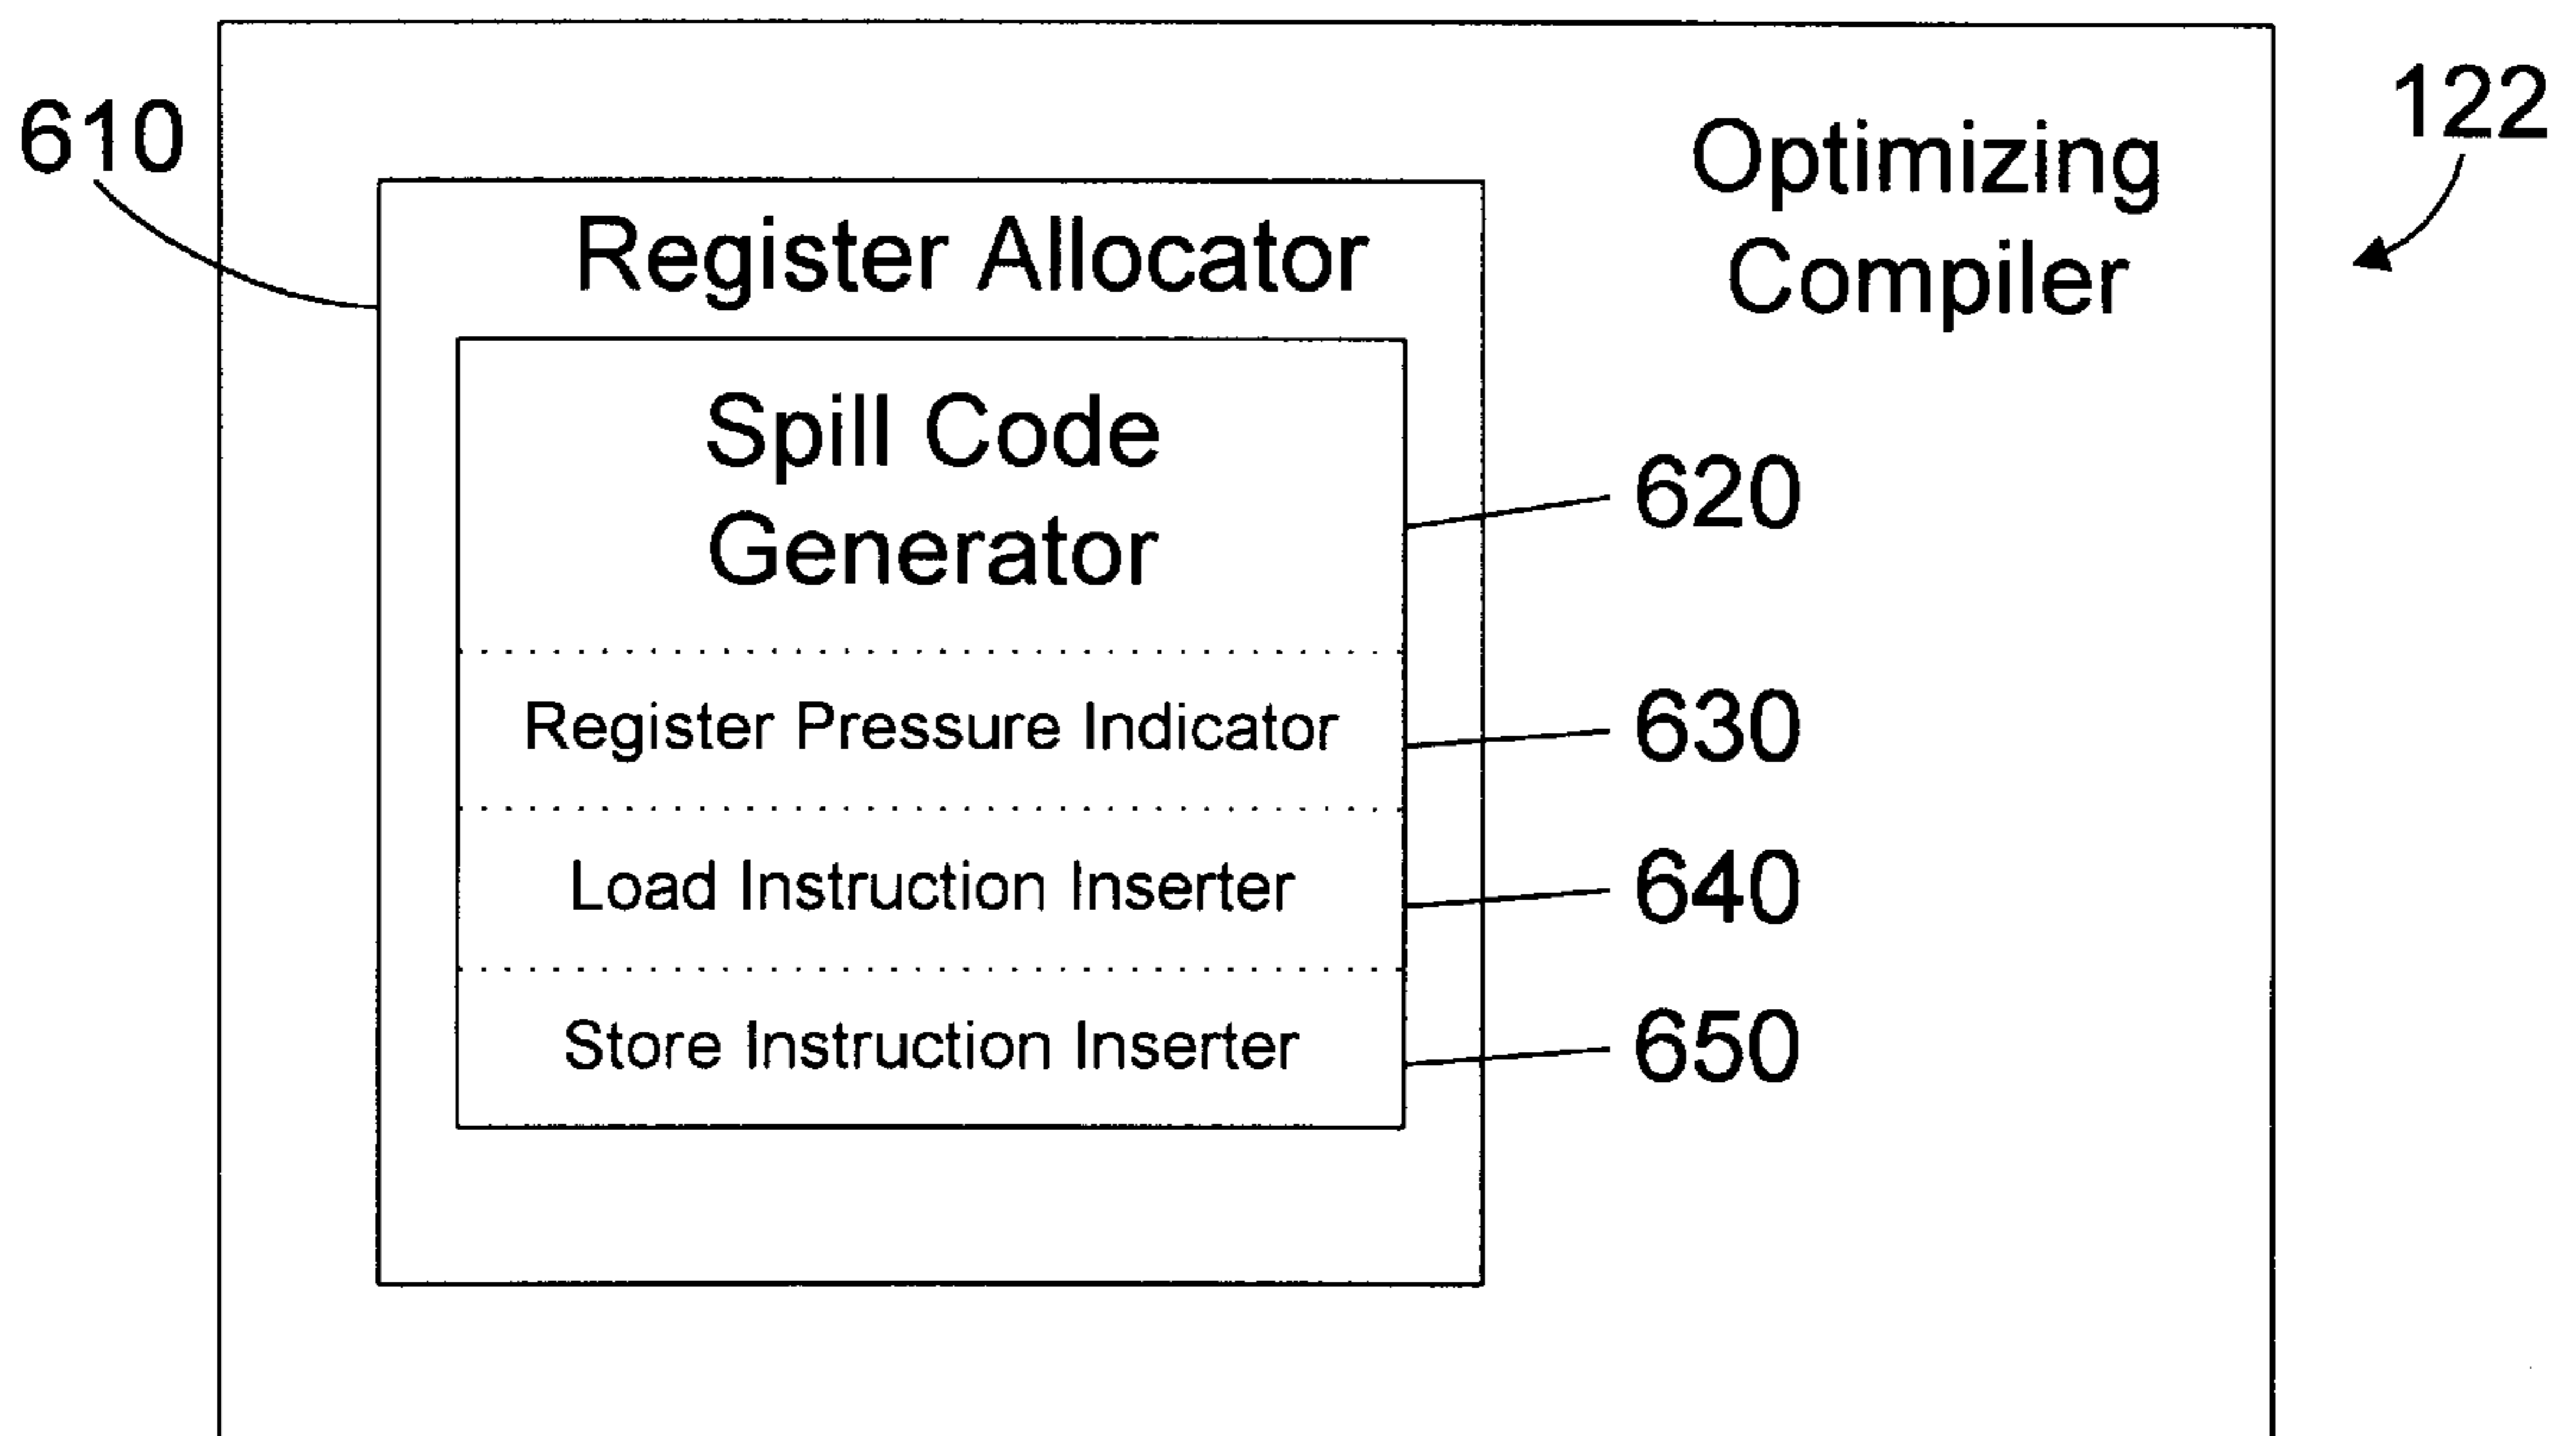 610
Optimizing
Compiler
122
Register Allocator
Spill Code
Generator
620
Register Pressure Indicator
630
Load Instruction Inserter
640
Store Instruction Inserter
650